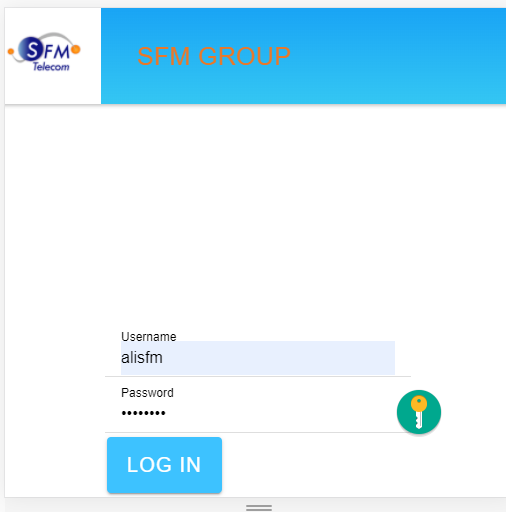 SFM
Telecom
SFM GROUP
Username
alisfm
Password
••••••••
LOG IN